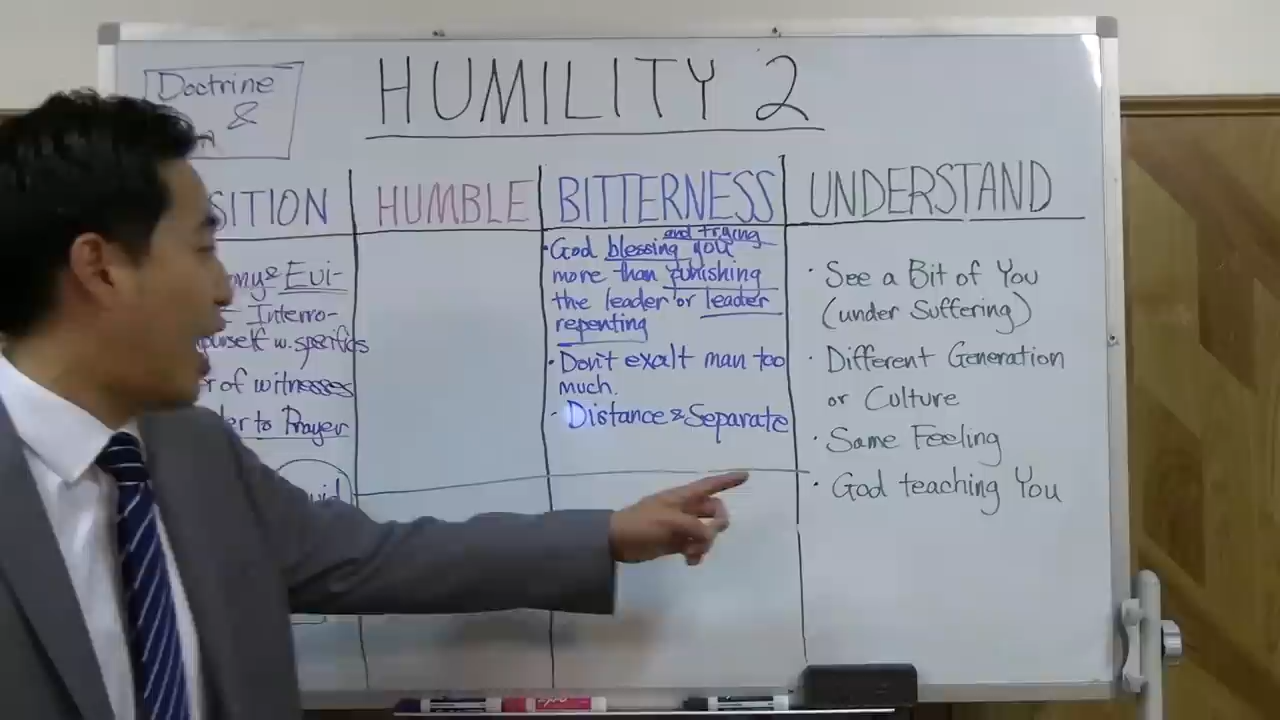 Doctrine
&
HUMILITY 2
SITION
HUMBLE
BITTERNESS
UNDERSTAND
& Evi-
= Interro-
w. specifics
of witnesses
to Prayer
and trying
· God blessing you
more than punishing
the leader or leader
repenting
· Don't exalt man too
much.
· Distance & Separate
· See a Bit of You
(under Suffering)
· Different Generation
or Culture
· Same Feeling
· God teaching You